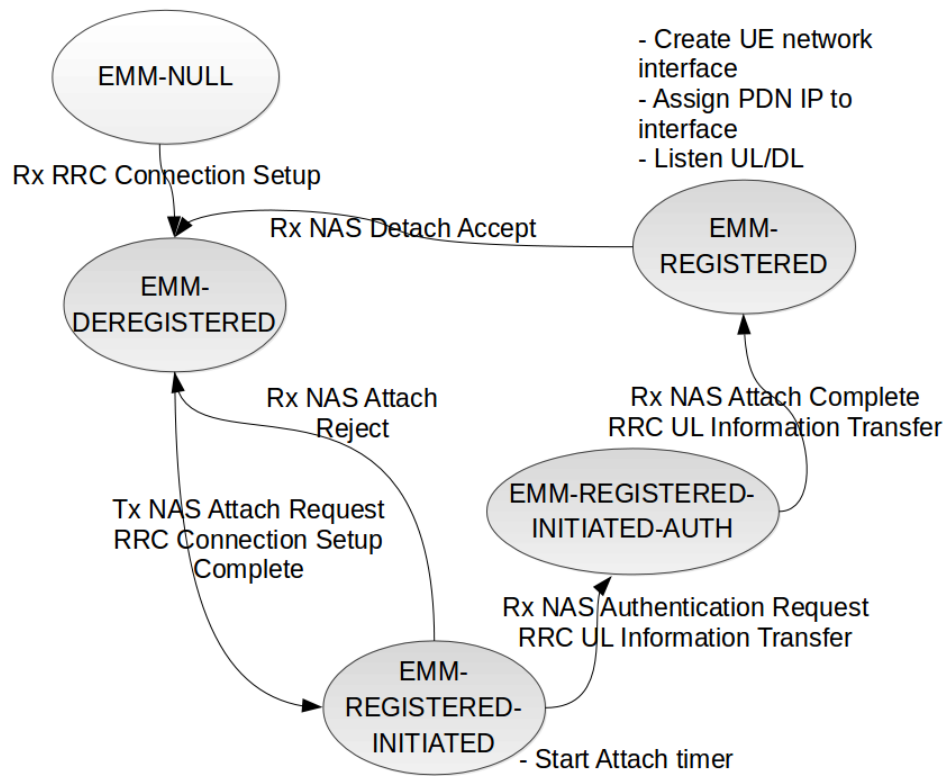 EMM-NULL
- Create UE network
interface
- Assign PDN IP to
interface
- Listen UL/DL
Rx RRC Connection Setup
Rx NAS Detach Accept
EMM-
REGISTERED
EMM-
DEREGISTERED
Rx NAS Attach
Reject
Rx NAS Attach Complete
RRC UL Information Transfer
Tx NAS Attach Request
RRC Connection Setup
Complete
EMM-REGISTERED-
INITIATED-AUTH
Rx NAS Authentication Request
RRC UL Information Transfer
EMM-
REGISTERED-
INITIATED
- Start Attach timer